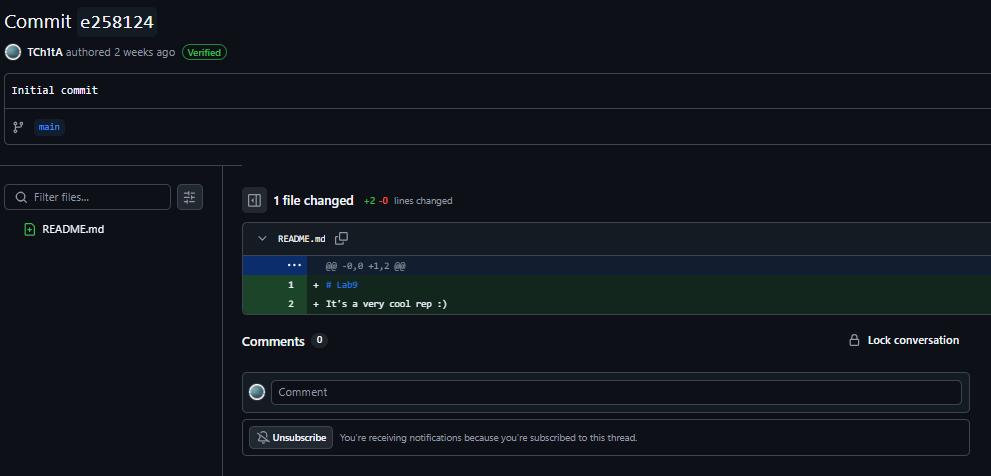 Commit e258124
TCh1tA authored 2 weeks ago Verified
Initial commit
main
Filter files...
README.md
1 file changed +2 -0 lines changed
README.md
@@ -0,0 +1,2 @@
1 + # Lab9
2 + It's a very cool rep :)
Comments 0
Lock conversation
Comment
Unsubscribe You're receiving notifications because you're subscribed to this thread.